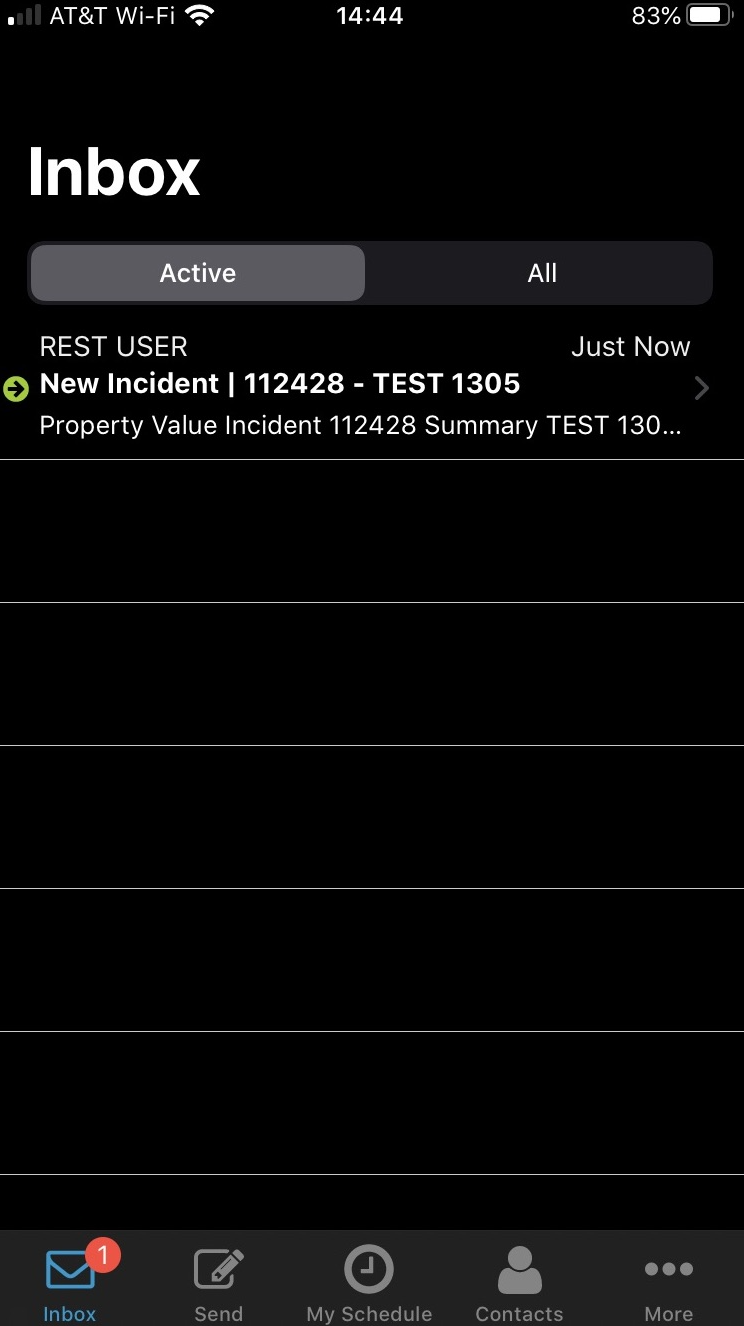 AT&T Wi-Fi 14:44 83%
Inbox
Active All
REST USER Just Now
New Incident | 112428 - TEST 1305
Property Value Incident 112428 Summary TEST 130...
1
Inbox Send My Schedule Contacts More